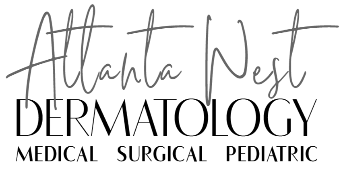 Atlanta West
DERMATOLOGY
MEDICAL SURGICAL PEDIATRIC